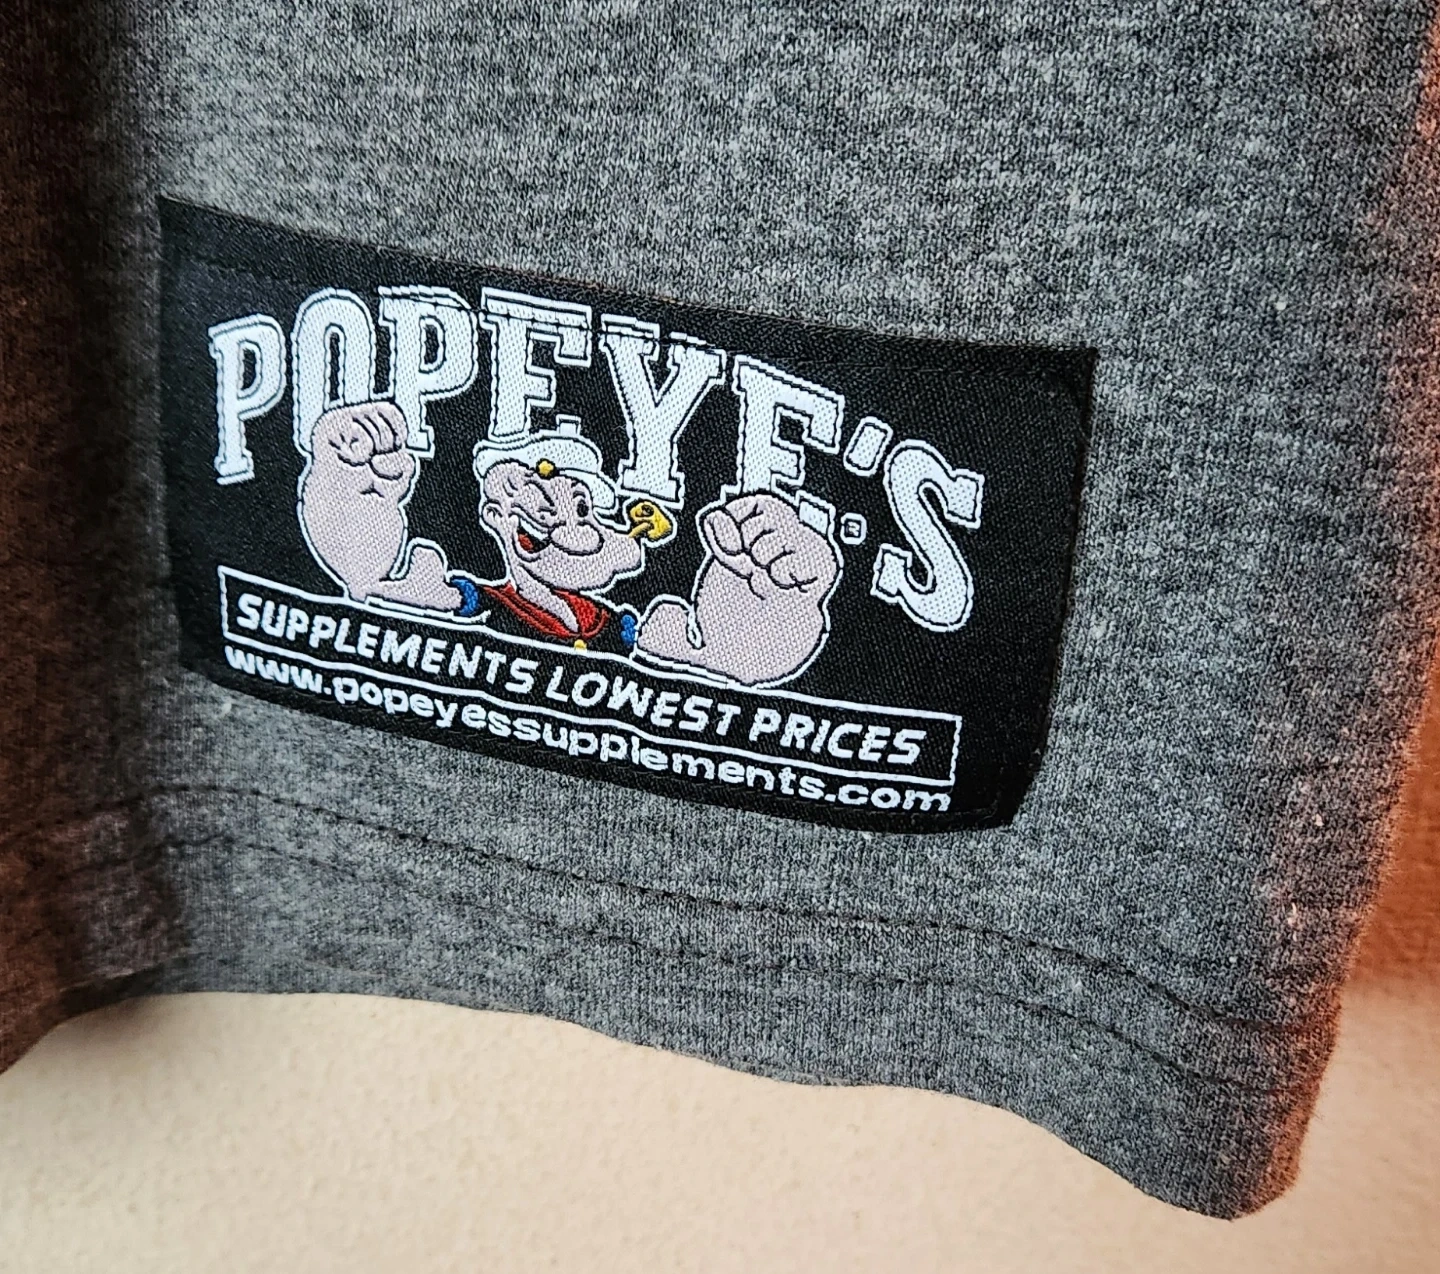 POPEYE'S®
SUPPLEMENTS LOWEST PRICES
www.popeyessupplements.com